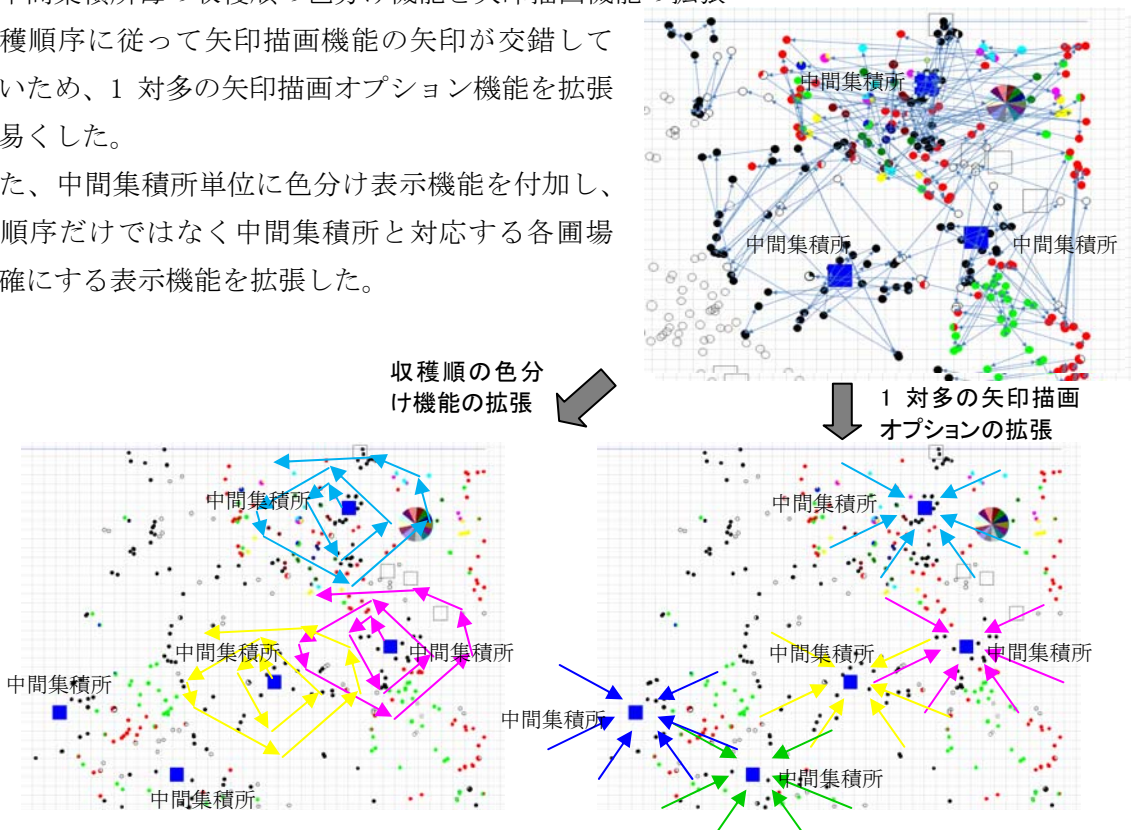 穫順序に従って矢印描画機能の矢印が交錯して
いため、1 対多の矢印描画オプション機能を拡張
易くした。
た、中間集積所単位に色分け表示機能を付加し、
順序だけではなく中間集積所と対応する各圃場
確にする表示機能を拡張した。
中間集積所
中間集積所
中間集積所
収穫順の色分
け機能の拡張
1 対多の矢印描画
オプションの拡張
中間集積所
中間集積所
中間集積所
中間集積所
中間集積所
中間集積所
中間集積所
中間集積所
中間集積所
中間集積所